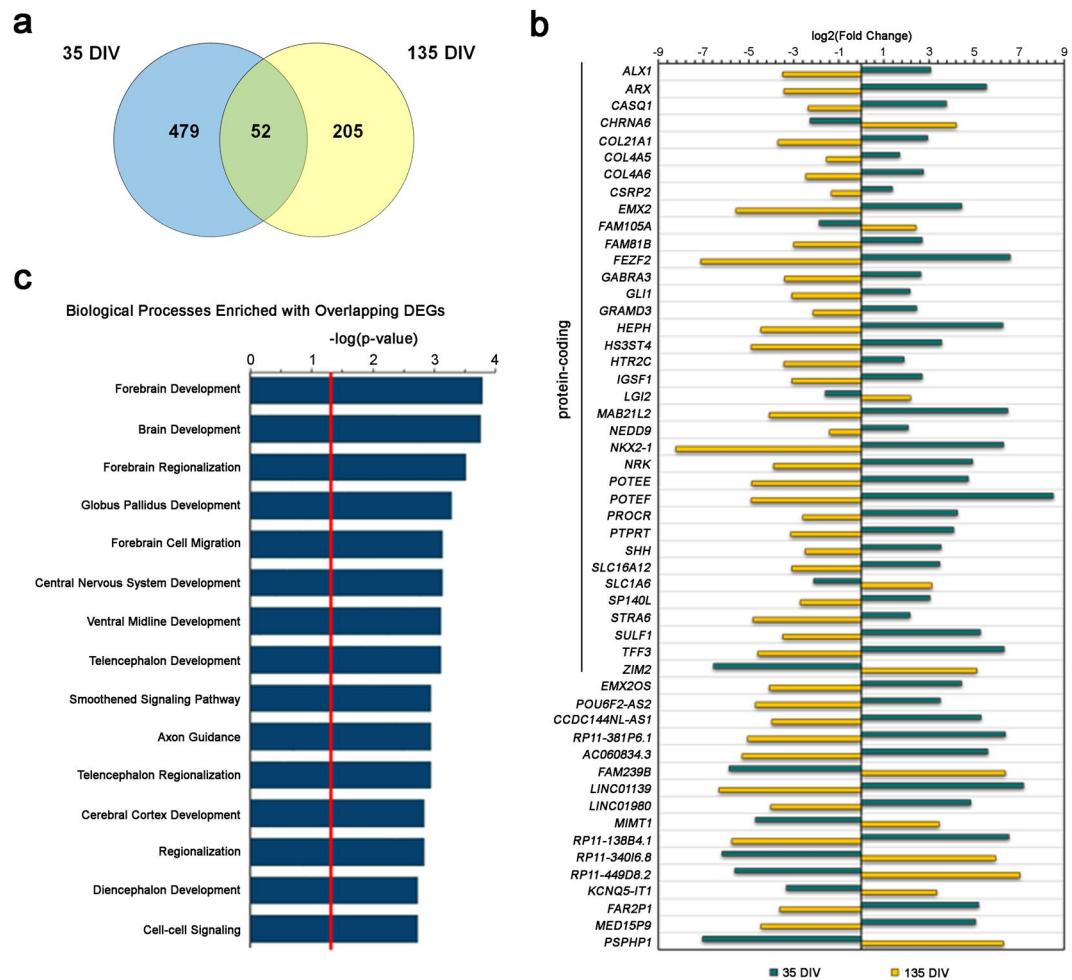 a
35 DIV
135 DIV
479
52
205
b
log2(Fold Change)
-9 -7 -5 -3 -1 1 3 5 7 9
protein-coding
ALX1
ARX
CASQ1
CHRNA6
COL21A1
COL4A5
COL4A6
CSRP2
EMX2
FAM105A
FAM81B
FEZF2
GABRA3
GLI1
GRAMD3
HEPH
HS3ST4
HTR2C
IGSF1
LGI2
MAB21L2
NEDD9
NKX2-1
NRK
POTEE
POTEF
PROCR
PTPRT
SHH
SLC16A12
SLC1A6
SP140L
STRA6
SULF1
TFF3
ZIM2
EMX2OS
POU6F2-AS2
CCDC144NL-AS1
RP11-381P6.1
AC060834.3
FAM239B
LINC01139
LINC01980
MIMT1
RP11-138B4.1
RP11-340I6.8
RP11-449D8.2
KCNQ5-IT1
FAR2P1
MED15P9
PSPHP1
35 DIV
135 DIV
c
Biological Processes Enriched with Overlapping DEGs
-log(p-value)
0 1 2 3 4
Forebrain Development
Brain Development
Forebrain Regionalization
Globus Pallidus Development
Forebrain Cell Migration
Central Nervous System Development
Ventral Midline Development
Telencephalon Development
Smoothened Signaling Pathway
Axon Guidance
Telencephalon Regionalization
Cerebral Cortex Development
Regionalization
Diencephalon Development
Cell-cell Signaling